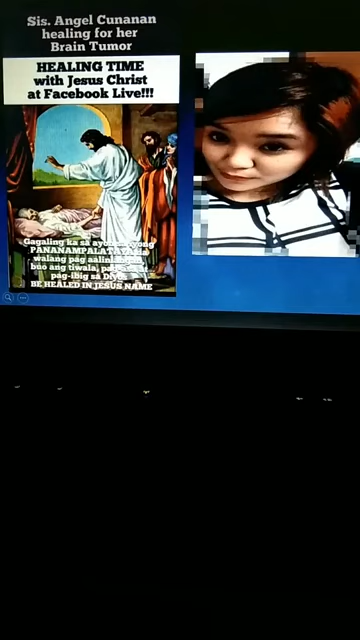 Sis. Angel Cunanan
healing for her
Brain Tumor
HEALING TIME
with Jesus Christ
at Facebook Live!!!
Gagaling ka sa
PANANAMPALATAYA
walang pag
buo ang tiwala,
pag-ibig sa
BE HEALED IN JESUS NAME